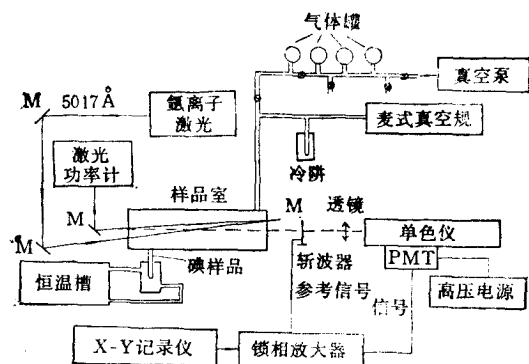 气体罐
真空泵
M
5017Å
氩离子
激光
麦式真空规
冷阱
激光
功率计
样品室
M
M
M
透镜
单色仪
PMT
碘样品
斩波器
恒温槽
参考信号
信号
高压电源
X-Y记录仪
锁相放大器